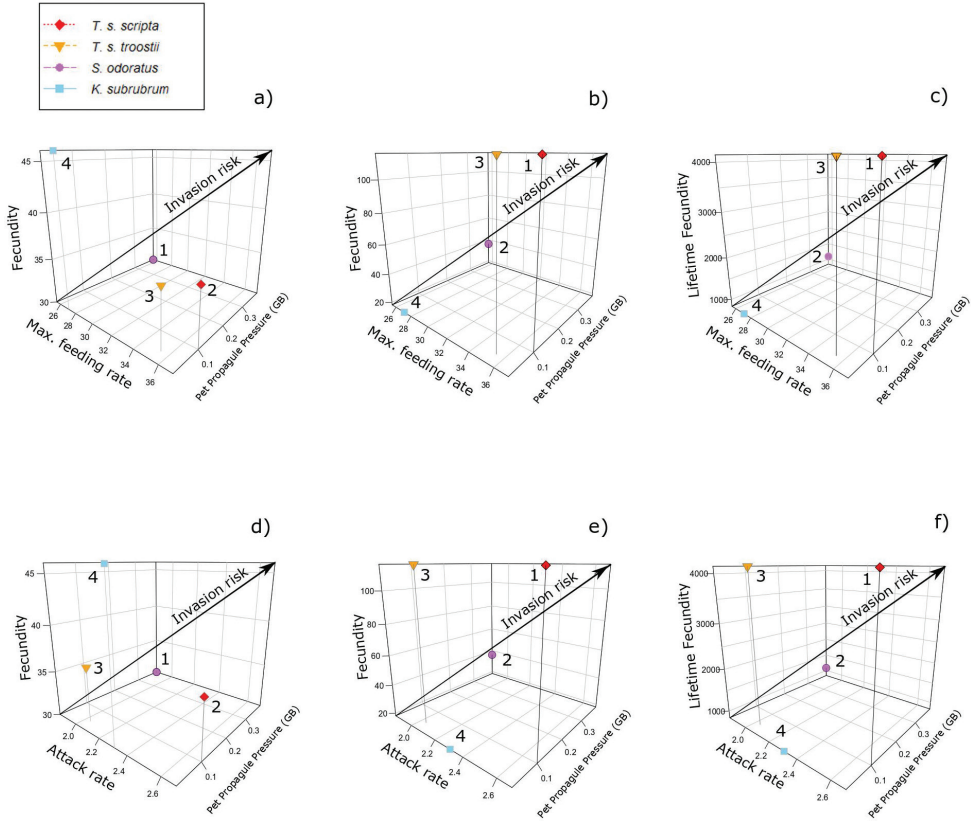 T. s. scripta
T. s. troostii
S. odoratus
K. subrubrum
a)
45
40
35
30
Fecundity
4
1
2
3
Invasion risk
26
28
30
32
34
36
Max. feeding rate
0.1
0.2
0.3
Pet Propagule Pressure (GB)
b)
100
80
60
40
20
Fecundity
3
1
2
4
Invasion risk
26
28
30
32
34
36
Max. feeding rate
0.1
0.2
0.3
Pet Propagule Pressure (GB)
c)
4000
3000
2000
1000
Lifetime Fecundity
3
1
2
4
Invasion risk
26
28
30
32
34
36
Max. feeding rate
0.1
0.2
0.3
Pet Propagule Pressure (GB)
d)
45
40
35
30
Fecundity
4
3
1
2
Invasion risk
2.0
2.2
2.4
2.6
Attack rate
0.1
0.2
0.3
Pet Propagule Pressure (GB)
e)
100
80
60
40
20
Fecundity
3
1
2
4
Invasion risk
2.0
2.2
2.4
2.6
Attack rate
0.1
0.2
0.3
Pet Propagule Pressure (GB)
f)
4000
3000
2000
1000
Lifetime Fecundity
3
1
2
4
Invasion risk
2.0
2.2
2.4
2.6
Attack rate
0.1
0.2
0.3
Pet Propagule Pressure (GB)